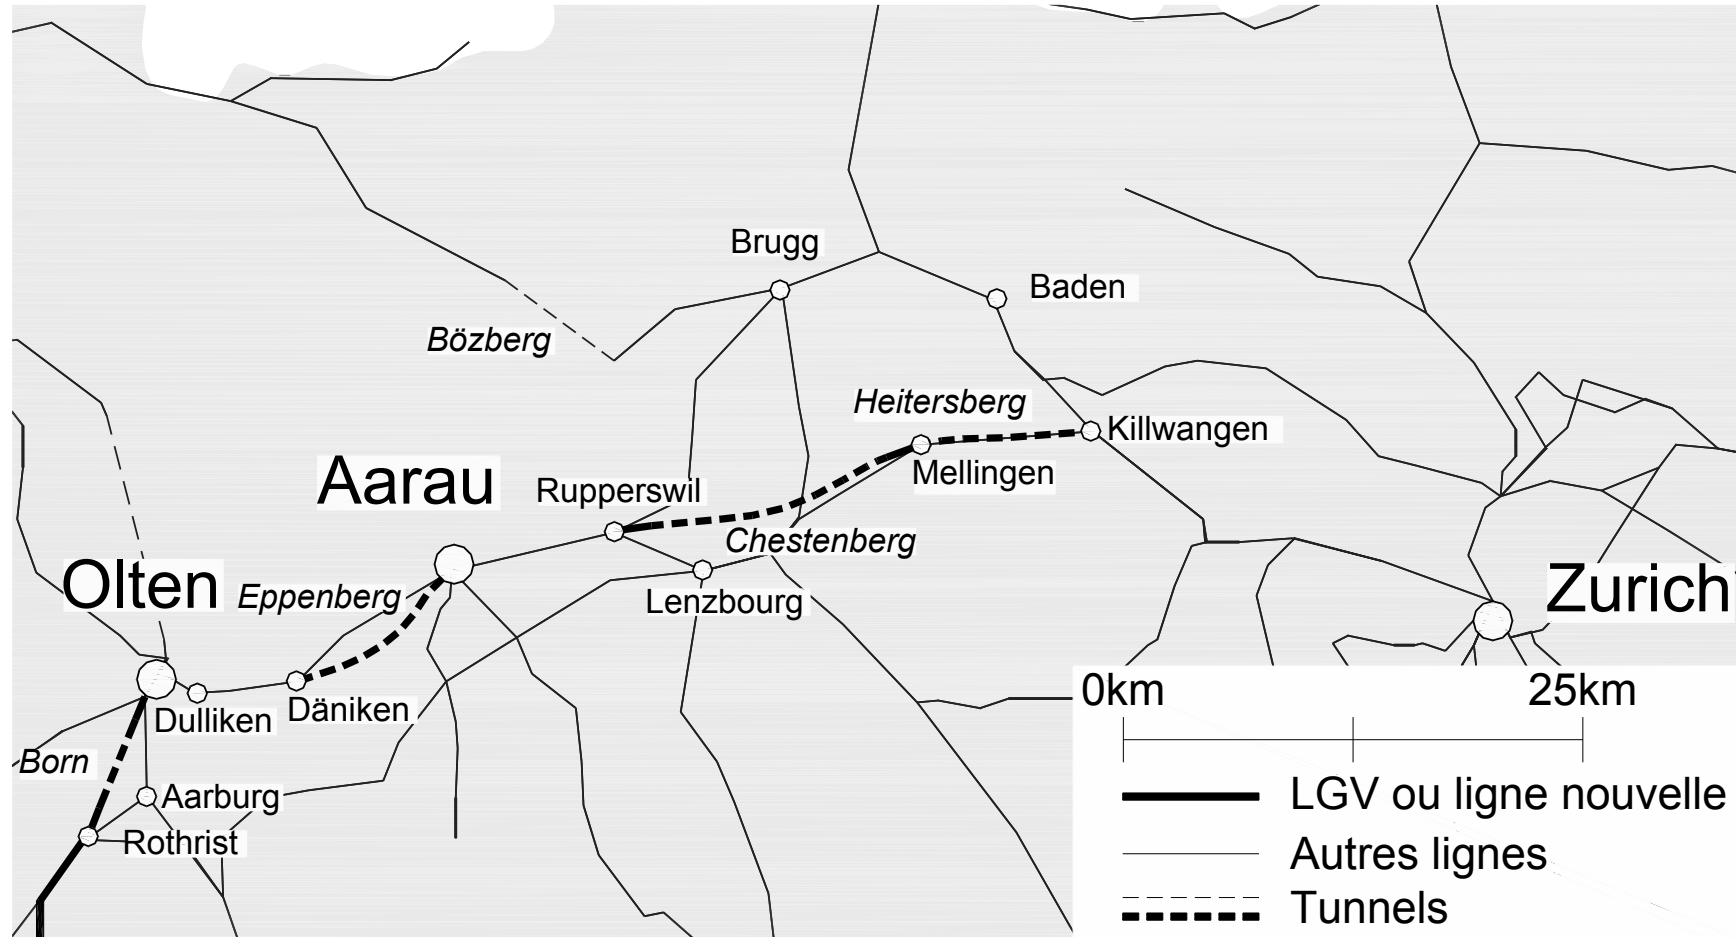 Brugg
Baden
Bözberg
Heitersberg
Killwangen
Aarau
Rupperswil
Mellingen
Chestenberg
Olten
Eppenberg
Lenzbourg
Zurich
Dulliken
Däniken
Born
Aarburg
Rothrist
0km 25km
LGV ou ligne nouvelle
Autres lignes
Tunnels